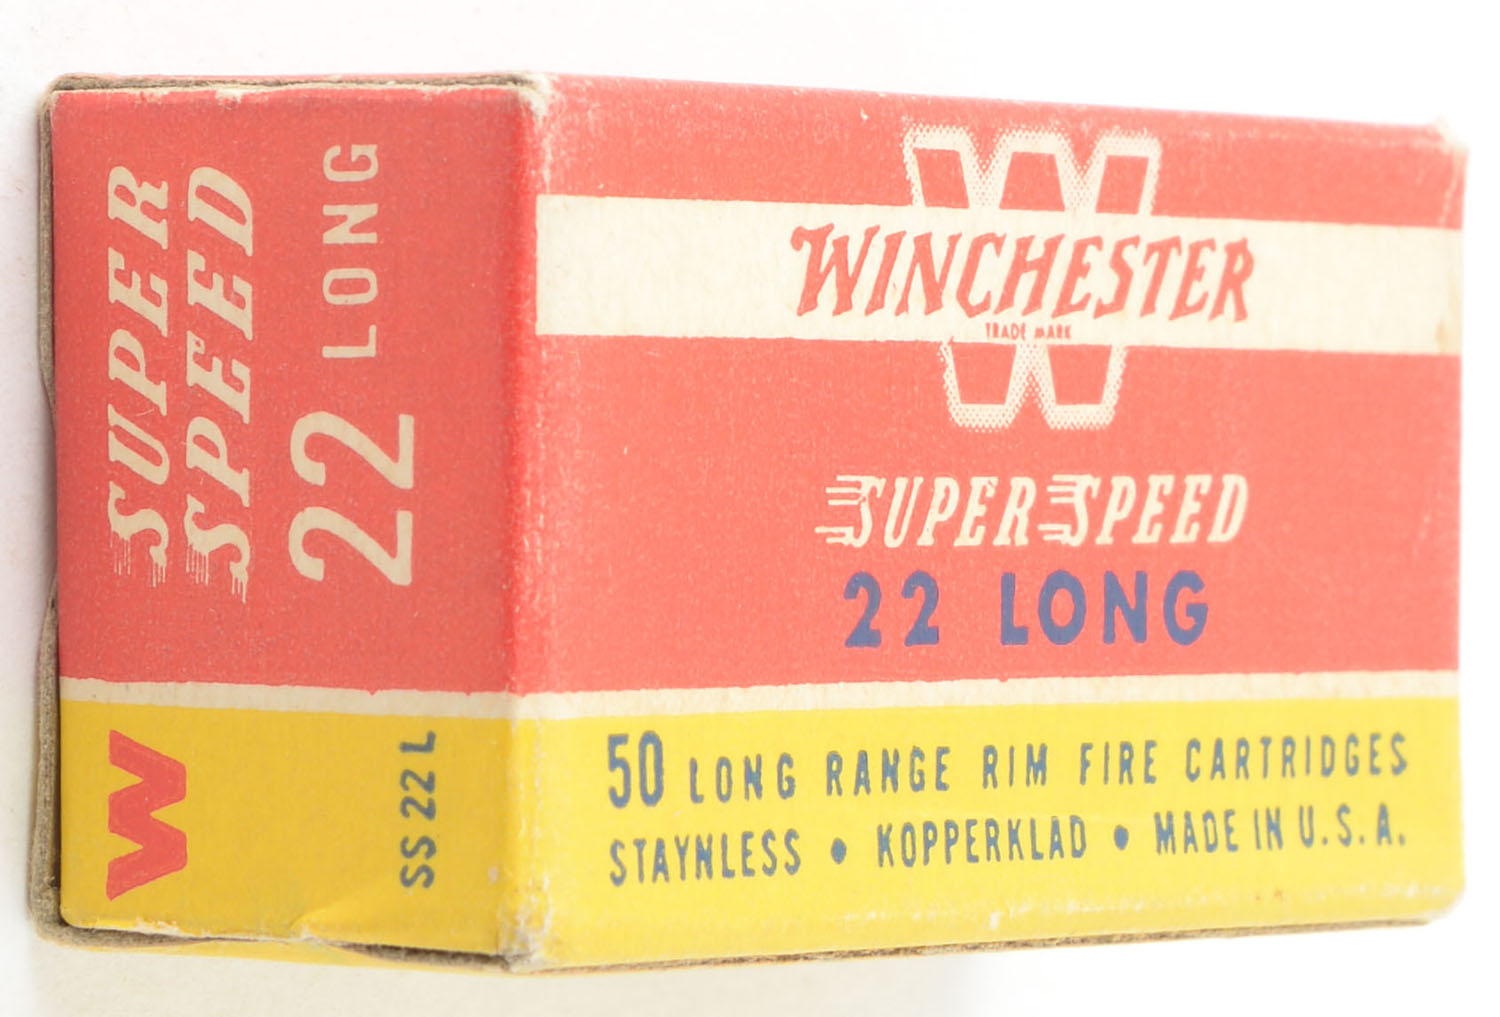 SUPER
SPEED
22 LONG
W
SS 22 L
W
WINCHESTER
TRADE MARK
SUPER SPEED
22 LONG
50 LONG RANGE RIM FIRE CARTRIDGES
STAYNLESS • KOPPERKLAD • MADE IN U.S.A.